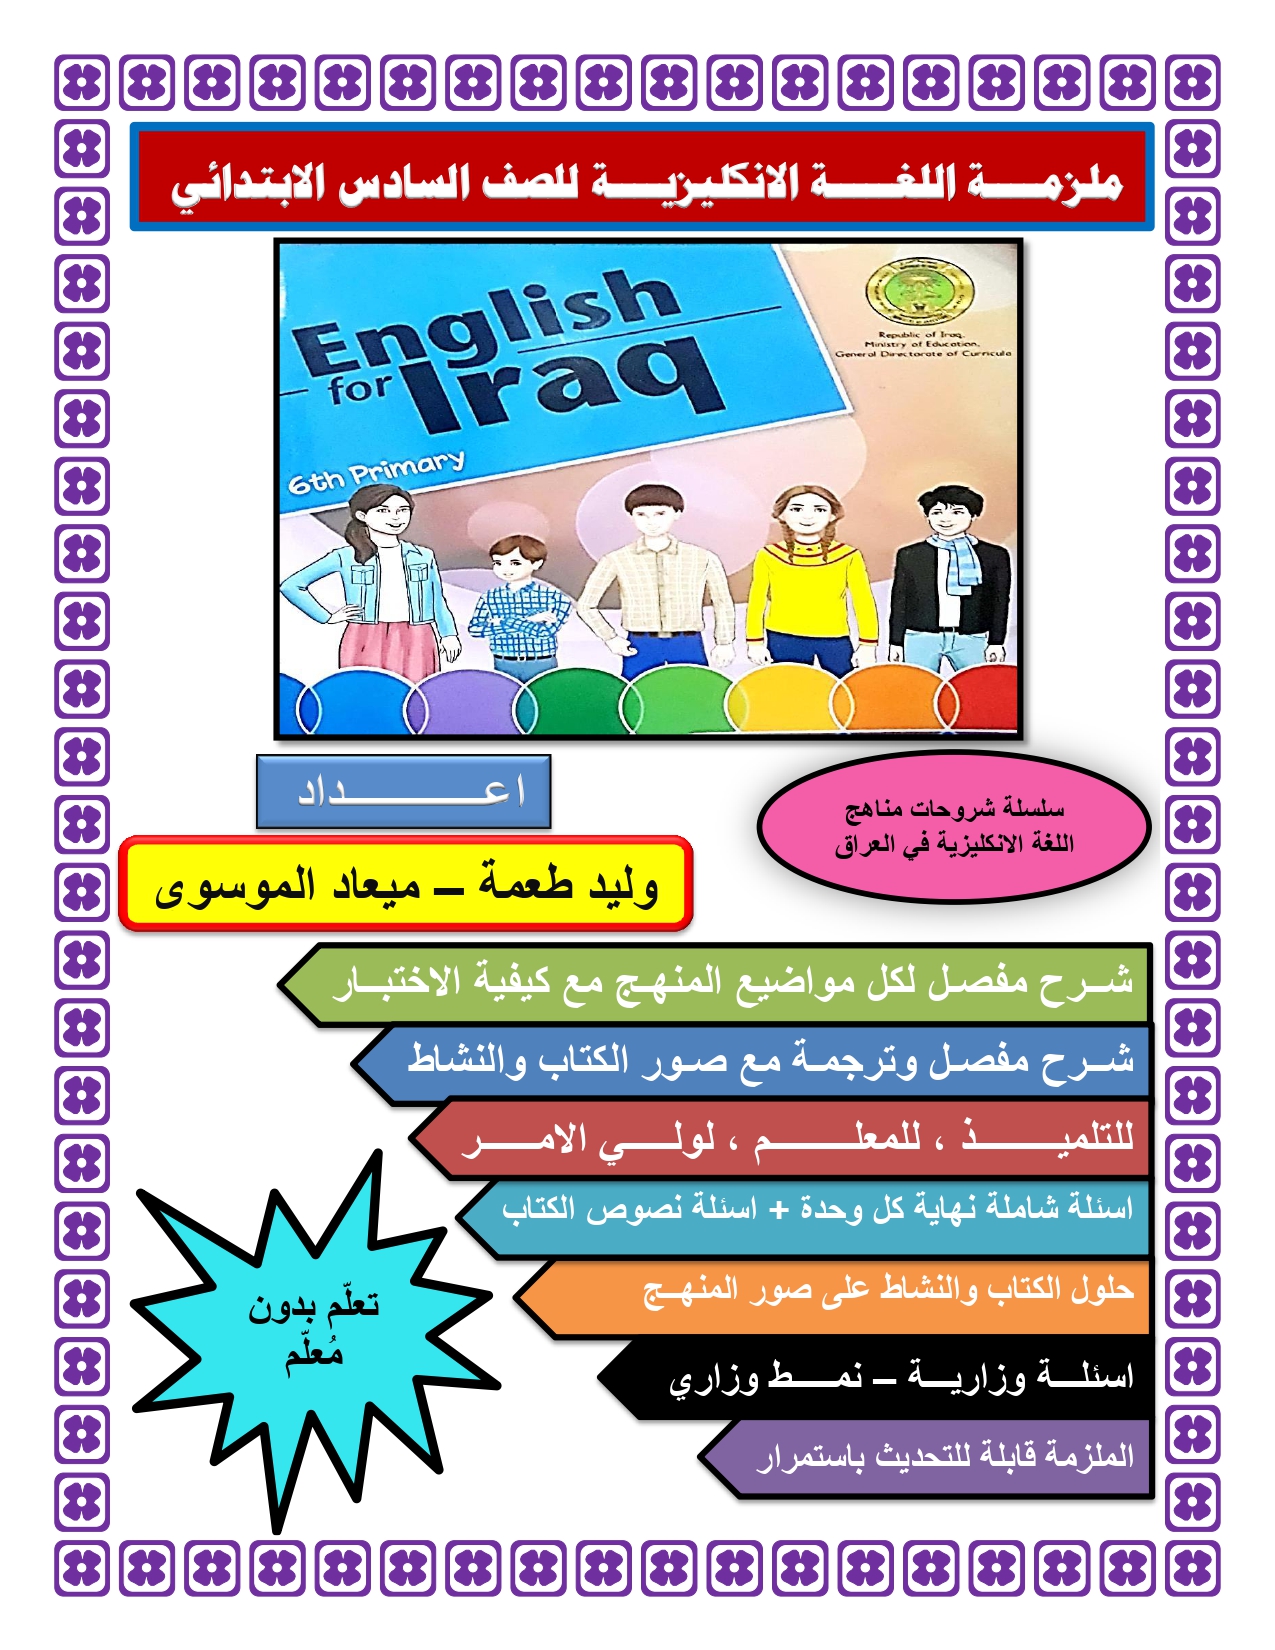 ملزمة اللغة الانكليزية للصف السادس الابتدائي
English
for Iraq
6th Primary
Republic of Iraq,
Ministry of Education,
General Directorate of Curricula
اعداد
سلسلة شروحات مناهج
اللغة الانكليزية في العراق
وليد طعمة – ميعاد الموسوى
شرح مفصل لكل مواضيع المنهج مع كيفية الاختبار
شرح مفصل وترجمة مع صور الكتاب والنشاط
للتلميذ ، للمعلم ، لولي الامر
اسئلة شاملة نهاية كل وحدة + اسئلة نصوص الكتاب
حلول الكتاب والنشاط على صور المنهج
اسئلة وزارية – نمط وزاري
الملزمة قابلة للتحديث باستمرار
تعلّم بدون
مُعلّم